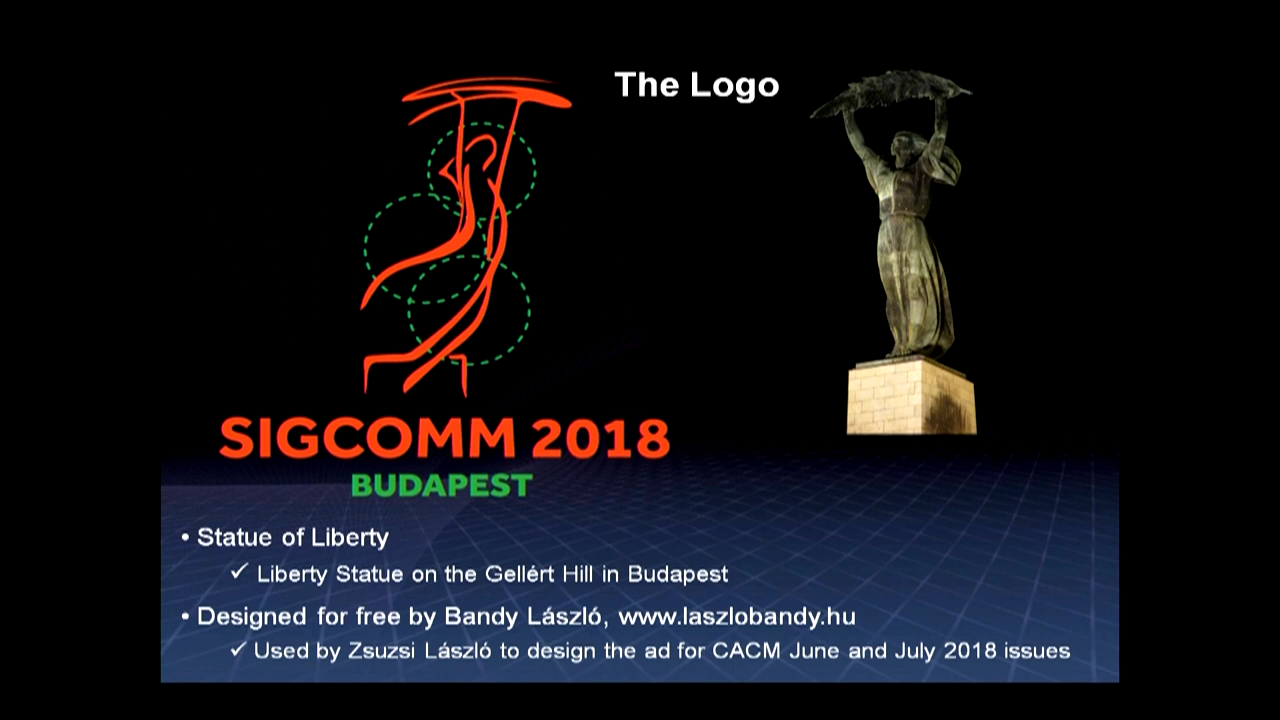 The Logo
SIGCOMM 2018
BUDAPEST
• Statue of Liberty
✓ Liberty Statue on the Gellért Hill in Budapest
• Designed for free by Bandy László, www.laszlobandy.hu
✓ Used by Zsuzsi László to design the ad for CACM June and July 2018 issues